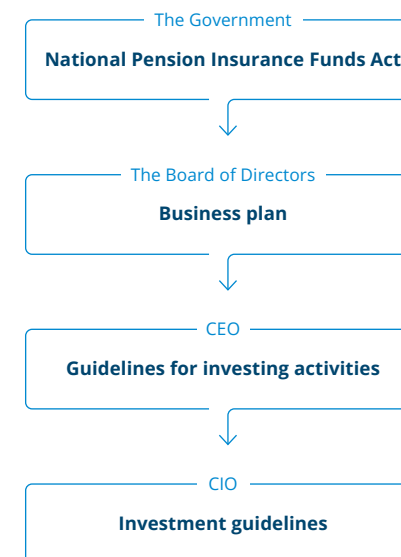 The Government
National Pension Insurance Funds Act
The Board of Directors
Business plan
CEO
Guidelines for investing activities
CIO
Investment guidelines